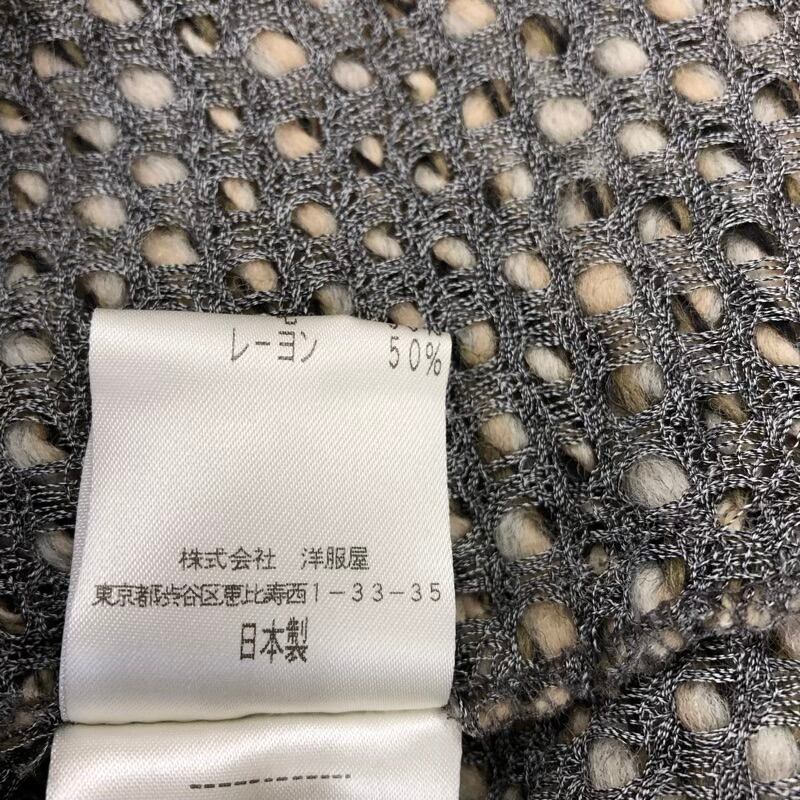 レーヨン 50%
株式会社 洋服屋
東京都渋谷区恵比寿西1-33-35
日本製